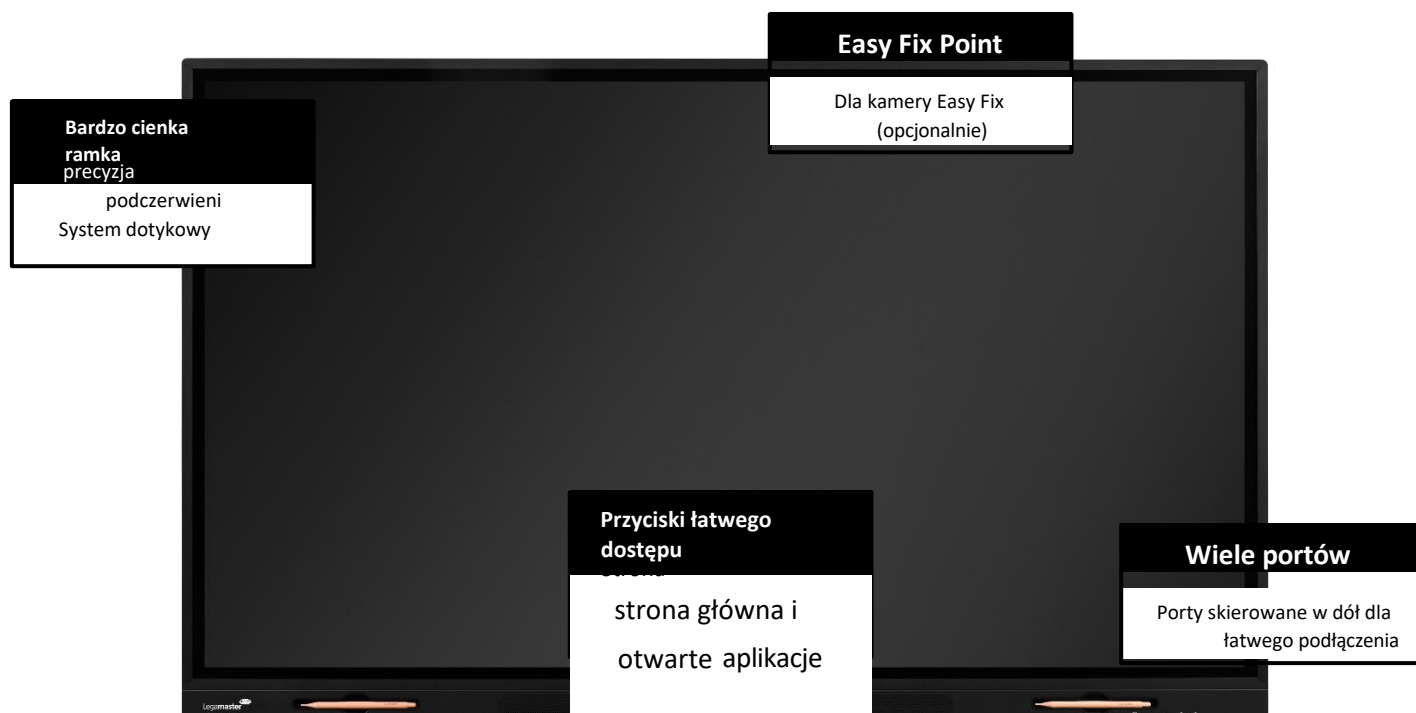 Easy Fix Point
Dla kamery Easy Fix
(opcjonalnie)
Bardzo cienka
ramka
precyzja
podczerwieni
System dotykowy
Przyciski łatwego
dostępu
strona główna i
otwarte aplikacje
Wiele portów
Porty skierowane w dół dla
łatwego podłączenia
Legamaster